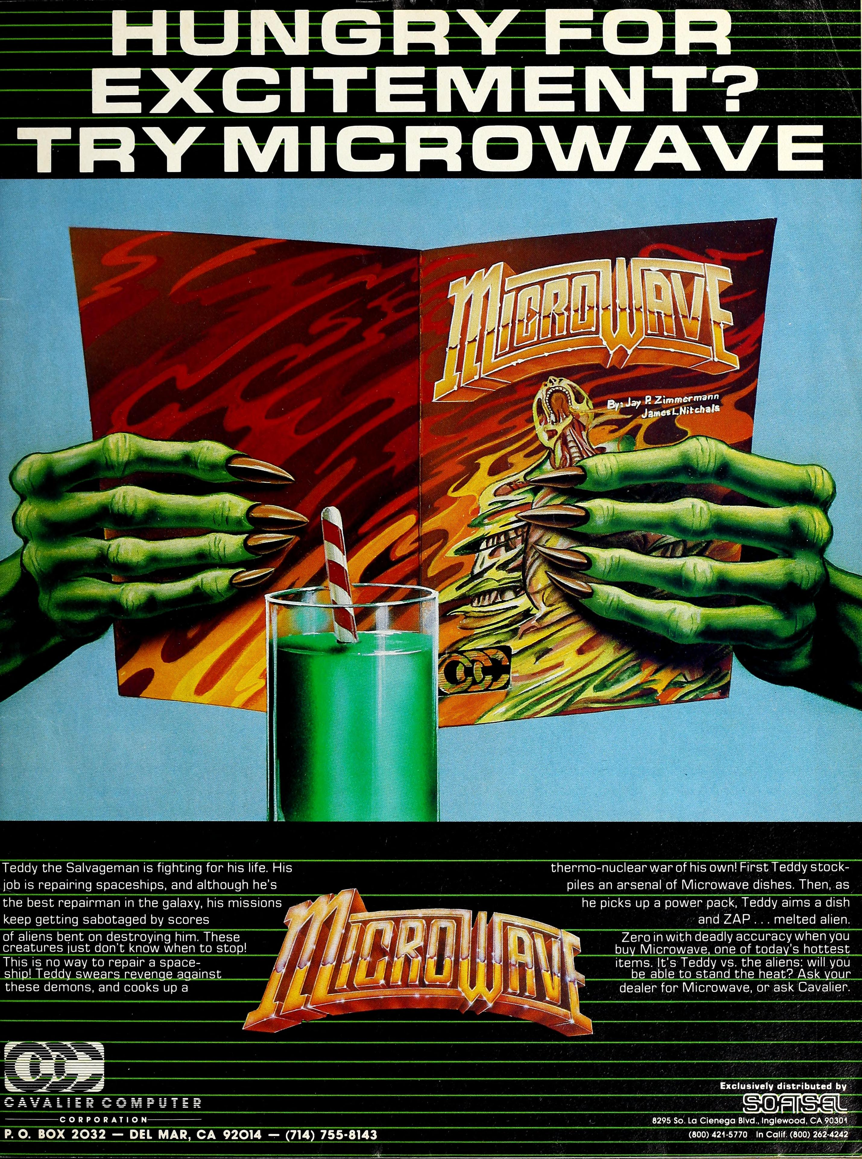 HUNGRY FOR
EXCITEMENT?
TRY MICROWAVE
MICROWAVE
By: Jay P. Zimmermann
James L. Nitchals
CCC
Teddy the Salvageman is fighting for his life. His
job is repairing spaceships, and although he's
the best repairman in the galaxy, his missions
keep getting sabotaged by scores
of aliens bent on destroying him. These
creatures just don't know when to stop!
This is no way to repair a space-
ship! Teddy swears revenge against
these demons, and cooks up a
MICROWAVE
thermo-nuclear war of his own! First Teddy stock-
piles an arsenal of Microwave dishes. Then, as
he picks up a power pack, Teddy aims a dish
and ZAP . . . melted alien.
Zero in with deadly accuracy when you
buy Microwave, one of today's hottest
items. It's Teddy vs. the aliens; will you
be able to stand the heat? Ask your
dealer for Microwave, or ask Cavalier.
CCC
CAVALIER COMPUTER
CORPORATION
P. O. BOX 2032 — DEL MAR, CA 92014 — (714) 755-8143
Exclusively distributed by
SOFTSEL
8295 So. La Cienega Blvd., Inglewood, CA 90301
(800) 421-5770 In Calif. (800) 262-4242